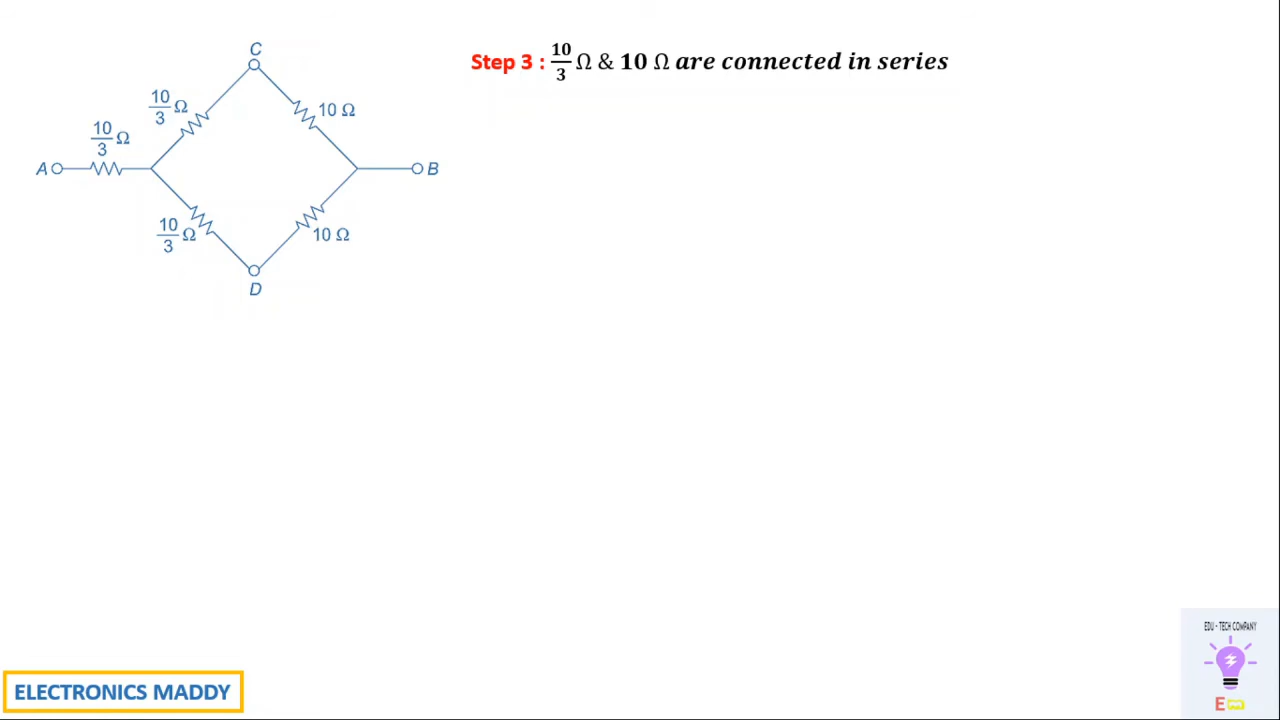 C
Step 3 : 10/3 Ω & 10 Ω are connected in series
10/3 Ω
10 Ω
10/3 Ω
A
B
10/3 Ω
10 Ω
D
EDU - TECH COMPANY
E
ELECTRONICS MADDY